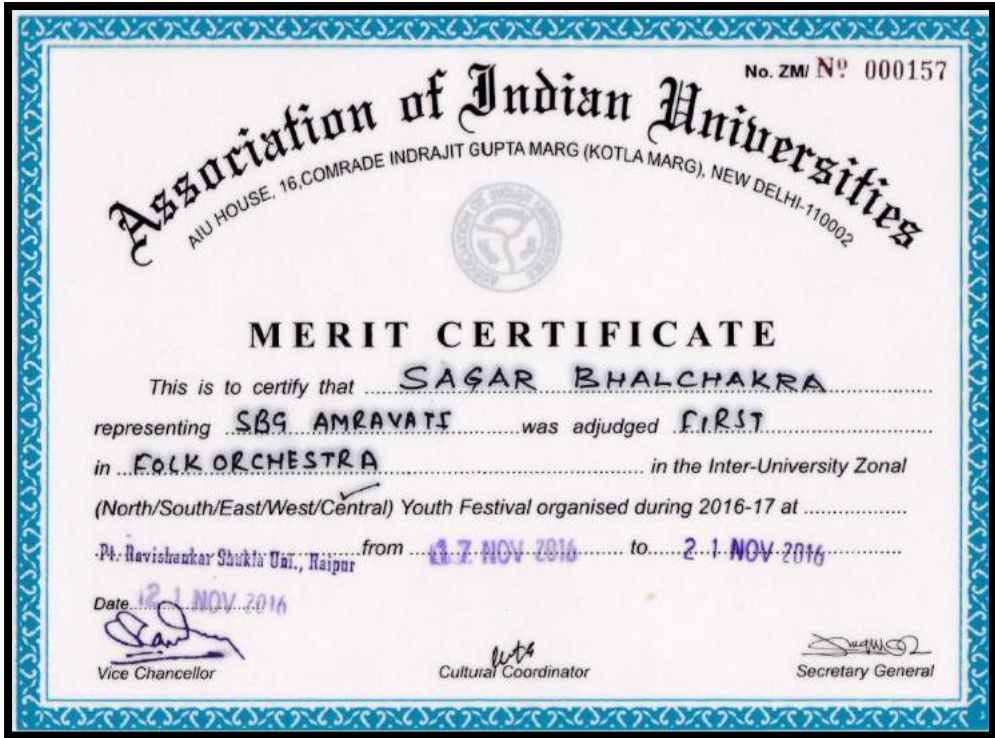 No. ZM/ Nº 000157
Association of Indian Universities
AIU HOUSE, 16,COMRADE INDRAJIT GUPTA MARG (KOTLA MARG), NEW DELHI-110002
ASSOCIATION OF INDIAN UNIVERSITIES
MERIT CERTIFICATE
This is to certify that SAGAR BHALCHAKRA
representing SBG AMRAVATI was adjudged FIRST
in FOLK ORCHESTRA in the Inter-University Zonal
(North/South/East/West/Central) Youth Festival organised during 2016-17 at
Pt. Ravishankar Shukla Uni., Raipur from 17 NOV 2016 to 21 NOV 2016
Date 21 NOV 2016
Vice Chancellor
Cultural Coordinator
Secretary General